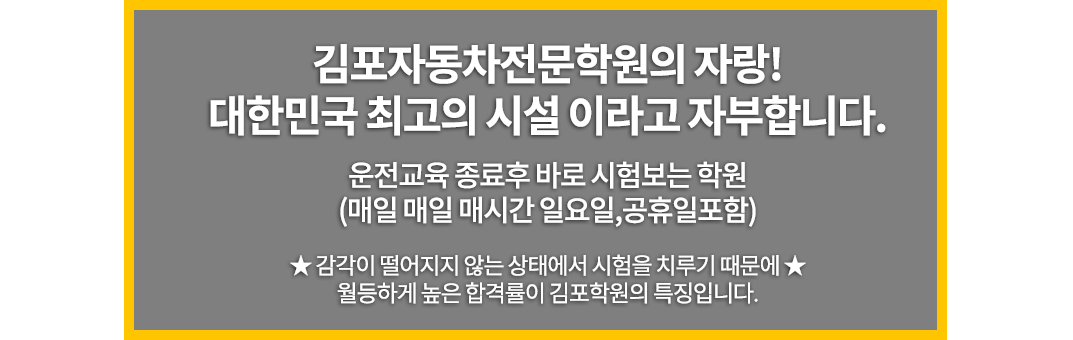 김포자동차전문학원의 자랑!
대한민국 최고의 시설 이라고 자부합니다.
운전교육 종료후 바로 시험보는 학원
(매일 매일 매시간 일요일,공휴일포함)
★ 감각이 떨어지지 않는 상태에서 시험을 치루기 때문에 ★
월등하게 높은 합격률이 김포학원의 특징입니다.